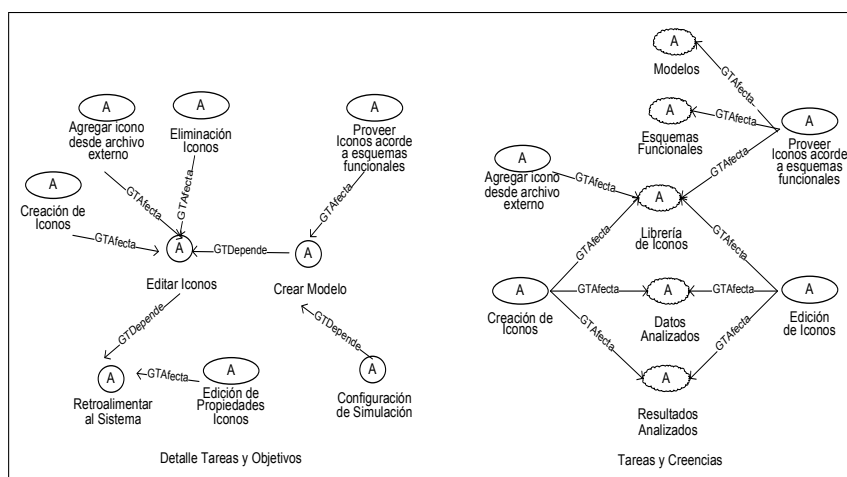 A
Agregar ícono
desde archivo
externo
A
Eliminación
Iconos
A
Proveer
Iconos acorde
a esquemas
funcionales
A
Creación de
Iconos
GTAfecta
GTAfecta
GTAfecta
GTAfecta
A
Editar Iconos
GTDepende
A
Crear Modelo
GTDepende
GTDepende
A
Retroalimentar
al Sistema
GTAfecta
A
Edición de
Propiedades
Iconos
A
Configuración
de Simulación
Detalle Tareas y Objetivos
A
Modelos
GTAfecta
A
Esquemas
Funcionales
GTAfecta
A
Proveer
Iconos acorde
a esquemas
funcionales
GTAfecta
A
Agregar ícono
desde archivo
externo
GTAfecta
A
Librería
de Iconos
GTAfecta
GTAfecta
A
Creación de
Iconos
GTAfecta
A
Datos
Analizados
GTAfecta
A
Edición
de Iconos
GTAfecta
GTAfecta
A
Resultados
Analizados
Tareas y Creencias